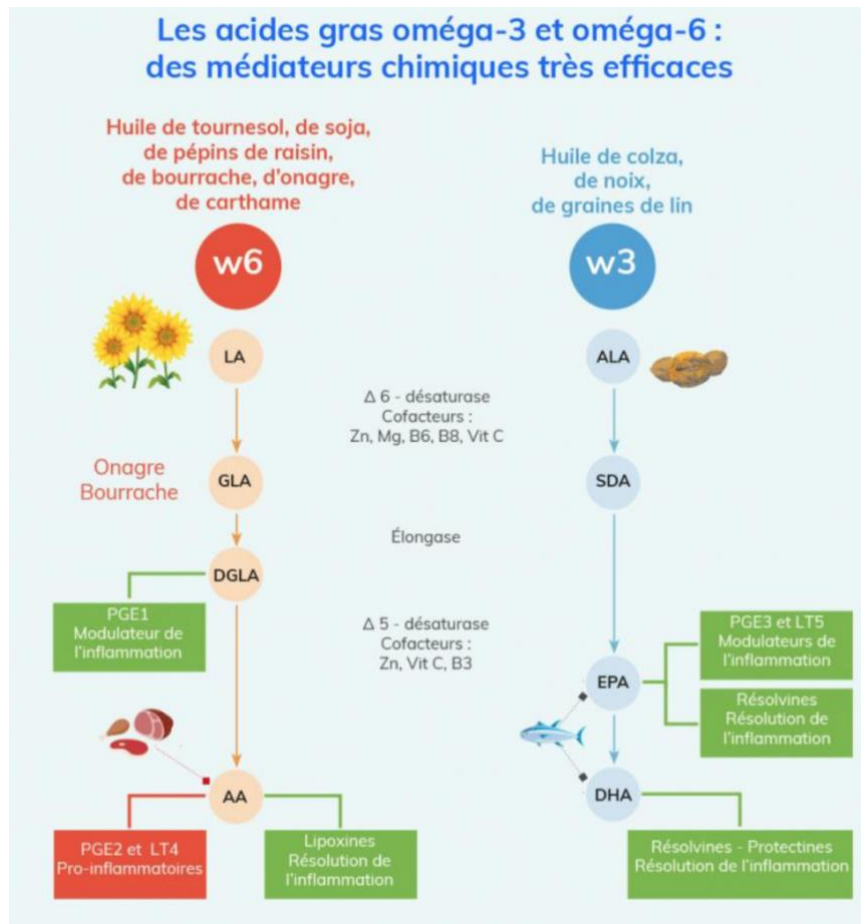 Les acides gras oméga-3 et oméga-6 :
des médiateurs chimiques très efficaces
Huile de tournesol, de soja,
de pépins de raisin,
de bourrache, d'onagre,
de carthame
Huile de colza,
de noix,
de graines de lin
w6
w3
LA
ALA
Δ 6 - désaturase
Cofacteurs :
Zn, Mg, B6, B8, Vit C
Onagre
Bourrache
GLA
SDA
Élongase
DGLA
PGE1
Modulateur de
l'inflammation
Δ 5 - désaturase
Cofacteurs :
Zn, Vit C, B3
PGE3 et LT5
Modulateurs de
l'inflammation
EPA
Résolvines
Résolution de
l'inflammation
AA
DHA
PGE2 et LT4
Pro-inflammatoires
Lipoxines
Résolution de
l'inflammation
Résolvines - Protectines
Résolution de l'inflammation